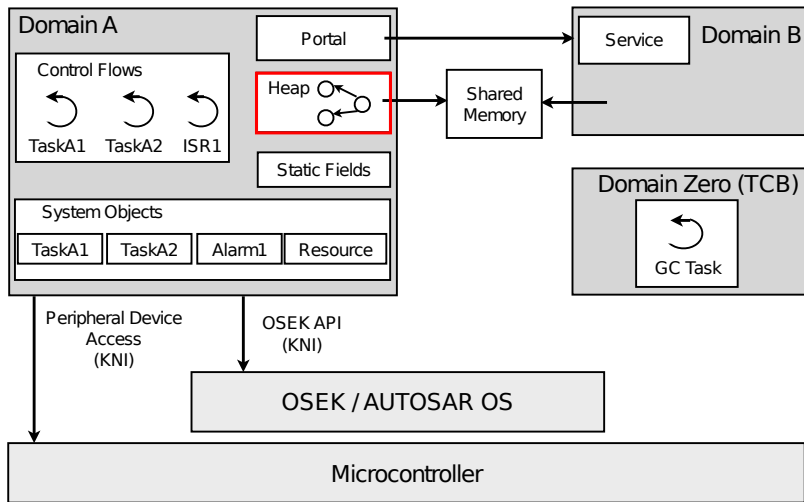 Domain A
Portal
Service
Domain B
Control Flows
TaskA1
TaskA2
ISR1
Heap
Shared
Memory
Static Fields
Domain Zero (TCB)
GC Task
System Objects
TaskA1
TaskA2
Alarm1
Resource
Peripheral Device
Access
(KNI)
OSEK API
(KNI)
OSEK / AUTOSAR OS
Microcontroller